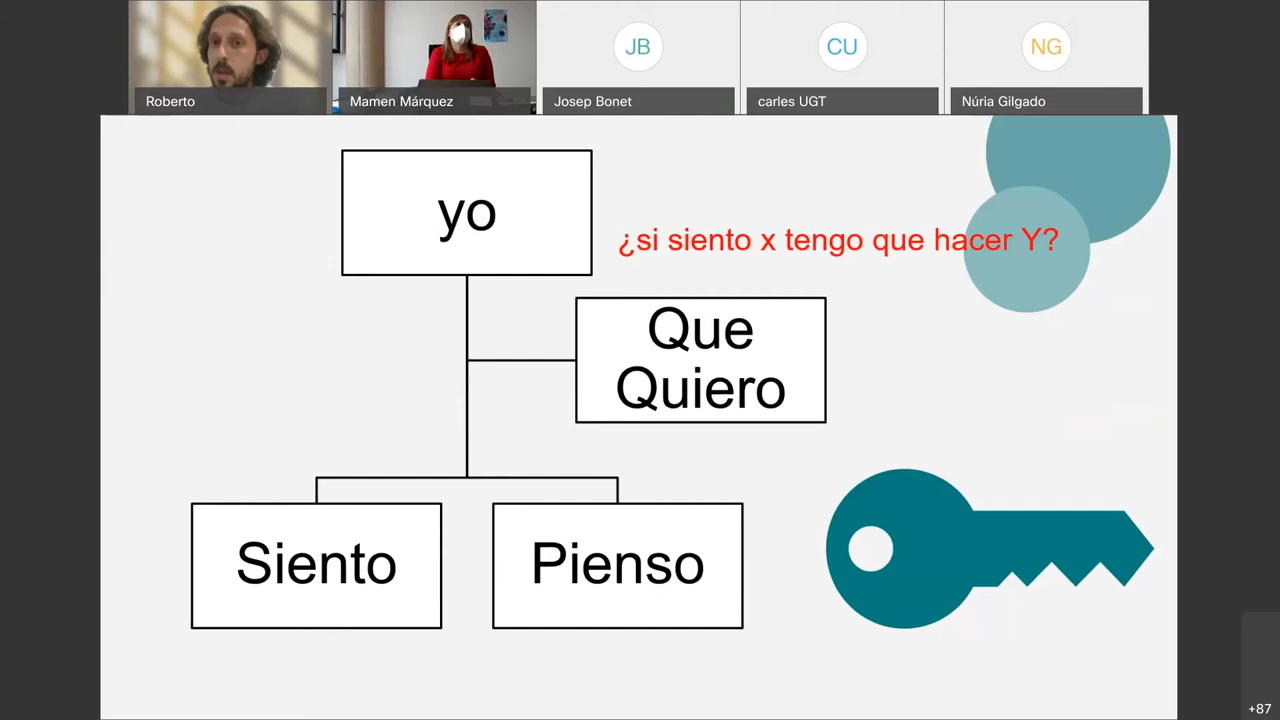 JB
CU
NG
Roberto
Mamen Márquez
Josep Bonet
carles UGT
Núria Gilgado
yo
¿si siento x tengo que hacer Y?
Que
Quiero
Siento
Pienso
+87